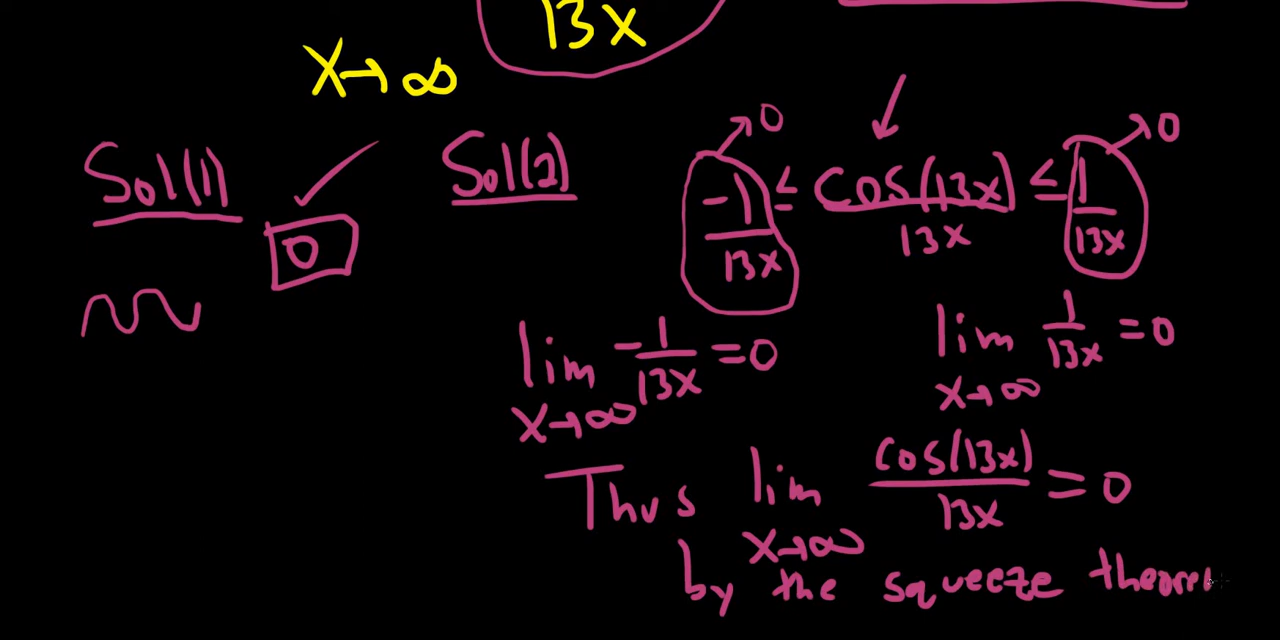 13x
x→∞
Sol(1)
0
Sol(2)
0
0
-1/13x ≤ cos(13x)/13x ≤ 1/13x
lim x→∞ -1/13x = 0
lim x→∞ 1/13x = 0
Thus lim x→∞ cos(13x)/13x = 0
by the squeeze